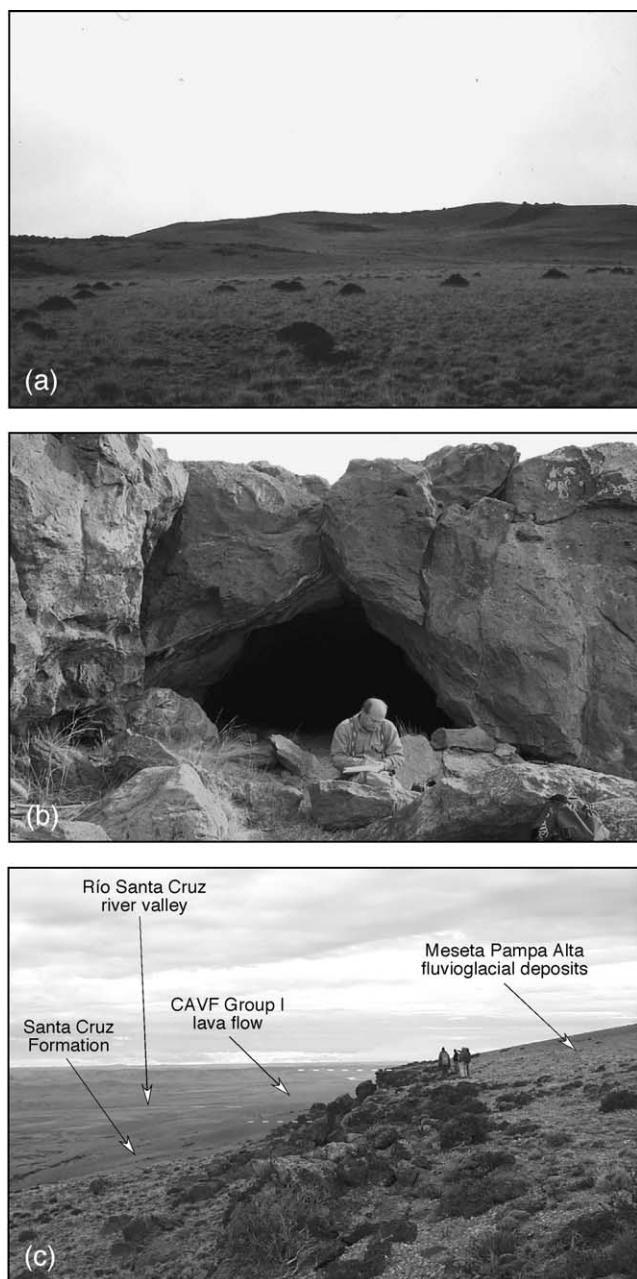 (a)
(b)
Río Santa Cruz
river valley
Meseta Pampa Alta
fluvioglacial deposits
CAVF Group I
lava flow
Santa Cruz
Formation
(c)